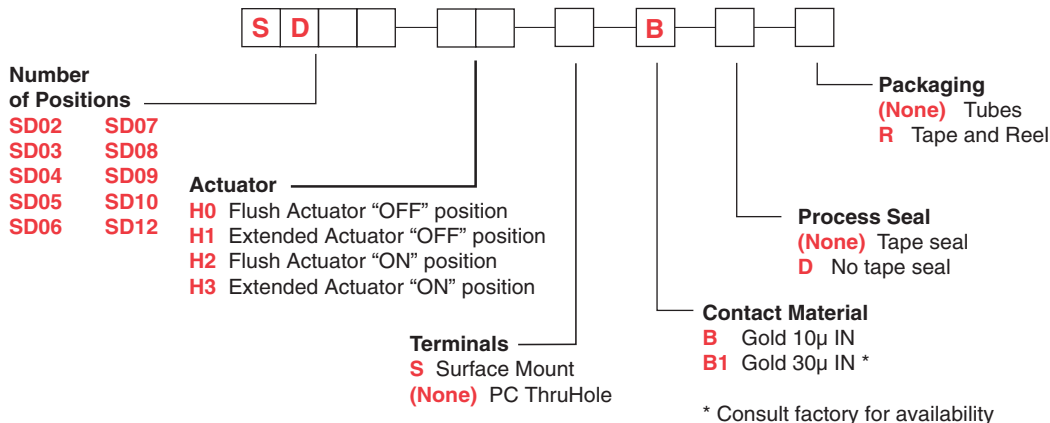 S D B
Number
of Positions
SD02 SD07
SD03 SD08
SD04 SD09
SD05 SD10
SD06 SD12
Actuator
H0 Flush Actuator “OFF” position
H1 Extended Actuator “OFF” position
H2 Flush Actuator “ON” position
H3 Extended Actuator “ON” position
Terminals
S Surface Mount
(None) PC ThruHole
Contact Material
B Gold 10µ IN
B1 Gold 30µ IN *
* Consult factory for availability
Process Seal
(None) Tape seal
D No tape seal
Packaging
(None) Tubes
R Tape and Reel